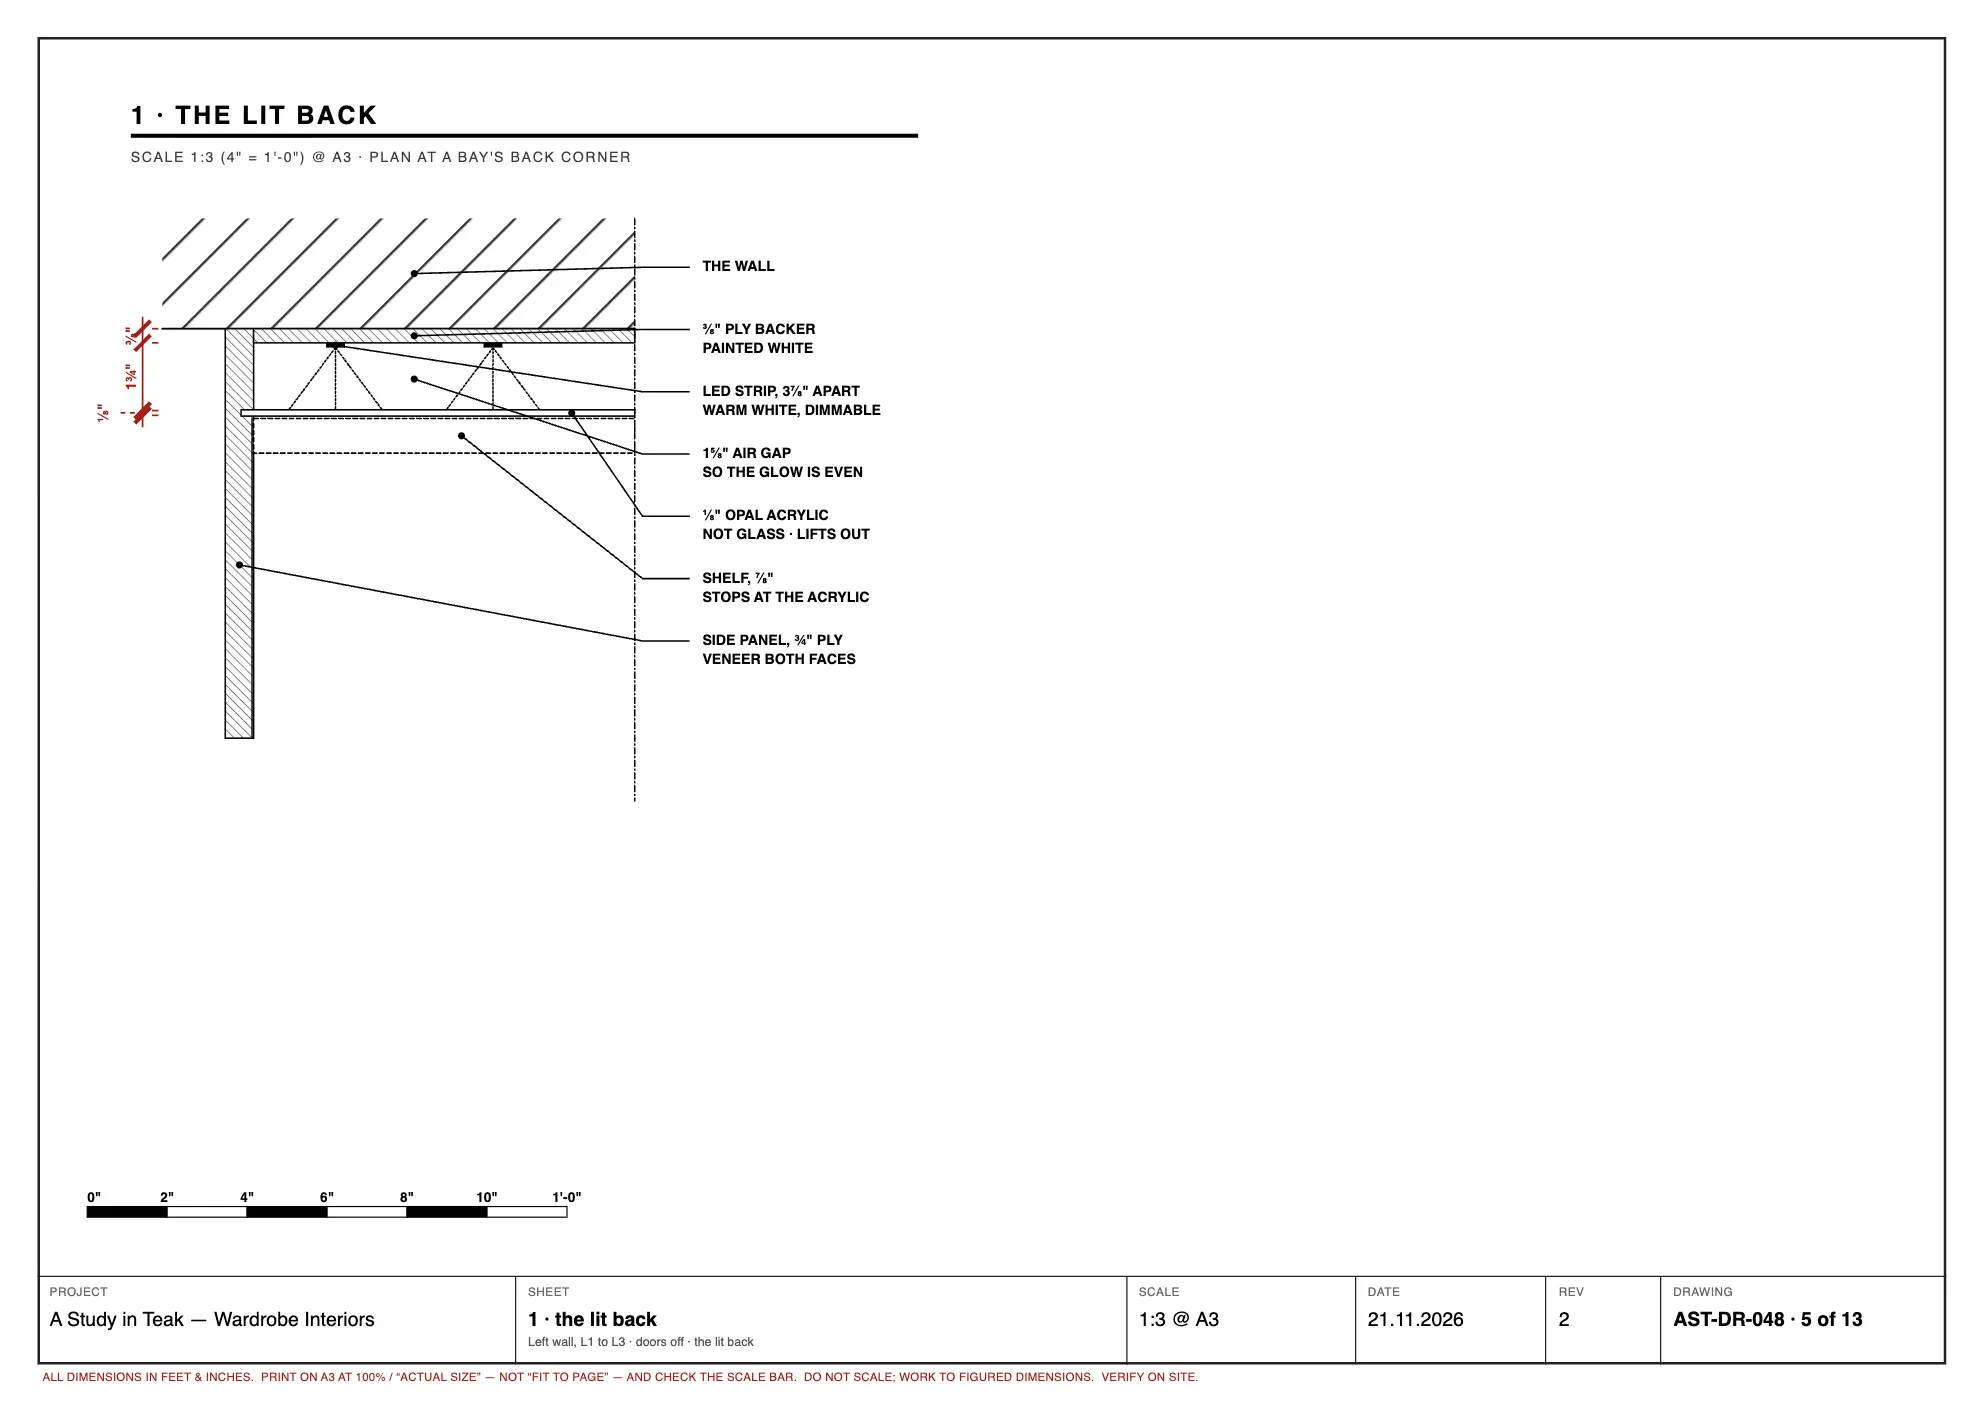 1 · THE LIT BACK
SCALE 1:3 (4" = 1'-0") @ A3 · PLAN AT A BAY'S BACK CORNER
THE WALL
⅜" PLY BACKER
PAINTED WHITE
LED STRIP, 3⅞" APART
WARM WHITE, DIMMABLE
1⅝" AIR GAP
SO THE GLOW IS EVEN
⅛" OPAL ACRYLIC
NOT GLASS · LIFTS OUT
SHELF, ⅞"
STOPS AT THE ACRYLIC
SIDE PANEL, ¾" PLY
VENEER BOTH FACES
⅜"
1¾"
⅛"
0" 2" 4" 6" 8" 10" 1'-0"
PROJECT
A Study in Teak — Wardrobe Interiors
SHEET
1 · the lit back
Left wall, L1 to L3 · doors off · the lit back
SCALE
1:3 @ A3
DATE
21.11.2026
REV
2
DRAWING
AST-DR-048 · 5 of 13
ALL DIMENSIONS IN FEET & INCHES. PRINT ON A3 AT 100% / “ACTUAL SIZE” — NOT “FIT TO PAGE” — AND CHECK THE SCALE BAR. DO NOT SCALE; WORK TO FIGURED DIMENSIONS. VERIFY ON SITE.